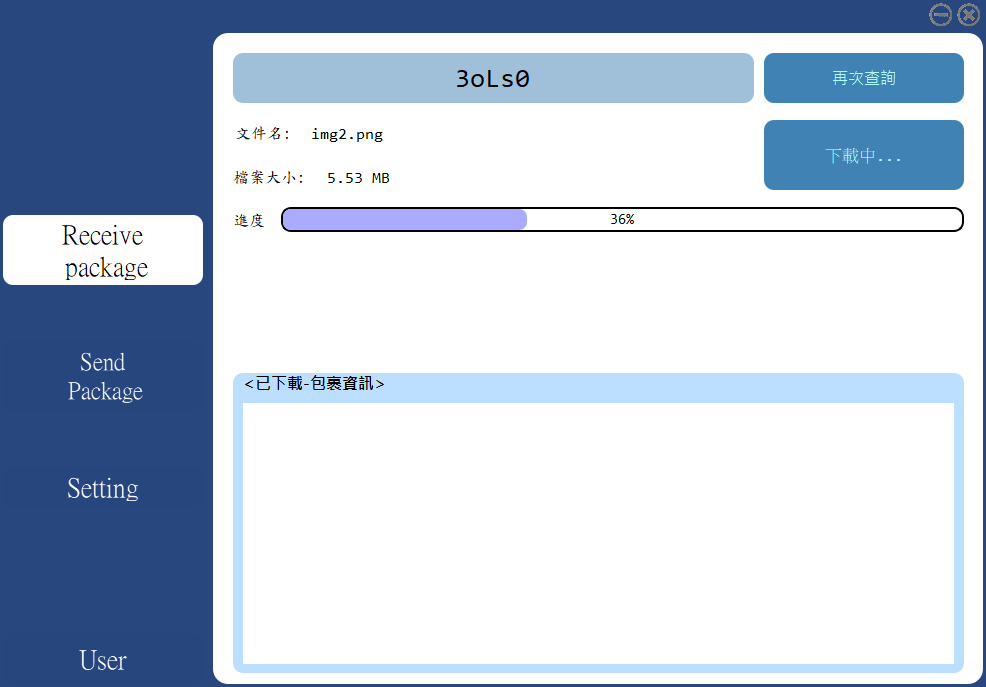 3oLs0
再次查詢
文件名： img2.png
下載中...
檔案大小： 5.53 MB
進度
36%
Receive
package
Send
Package
Setting
User
<已下載-包裹資訊>